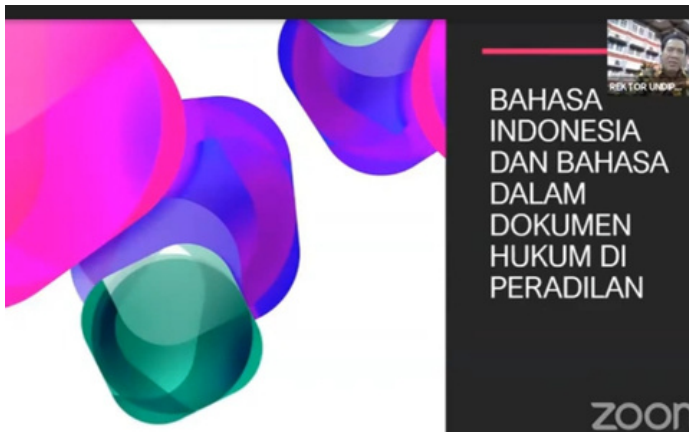 REKTOR UNDIP...
BAHASA
INDONESIA
DAN BAHASA
DALAM
DOKUMEN
HUKUM DI
PERADILAN
zoom